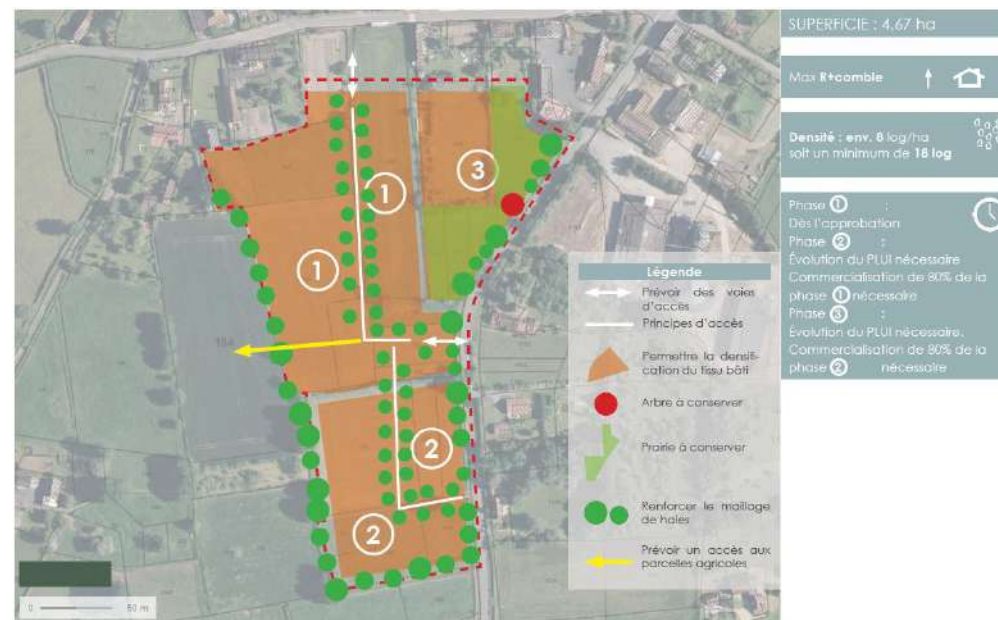 SUPERFICIE : 4,67 ha
Max R+comble
Densité : env. 8 log/ha
soit un minimum de 18 log
Phase 1 :
Dès l'approbation
Phase 2 :
Évolution du PLUi nécessaire
Commercialisation de 80% de la
phase 1 nécessaire
Phase 3 :
Évolution du PLUi nécessaire.
Commercialisation de 80% de la
phase 2 nécessaire
1
3
1
2
2
184
Légende
Prévoir des voies
d'accès
Principes d'accès
Permettre la densifi-
cation du tissu bâti
Arbre à conserver
Prairie à conserver
Renforcer le maillage
de haies
Prévoir un accès aux
parcelles agricoles
0 50 m